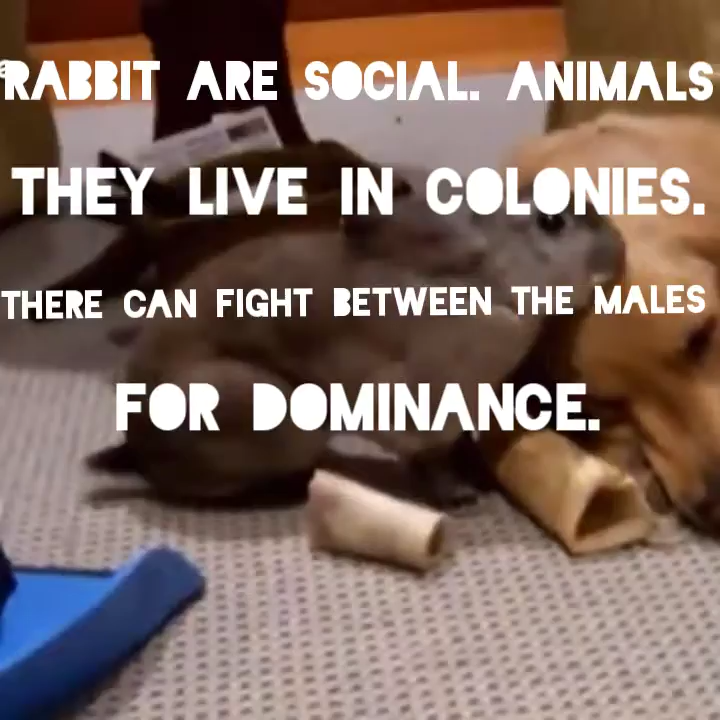 RABBIT ARE SOCIAL. ANIMALS
THEY LIVE IN COLONIES.
THERE CAN FIGHT BETWEEN THE MALES
FOR DOMINANCE.